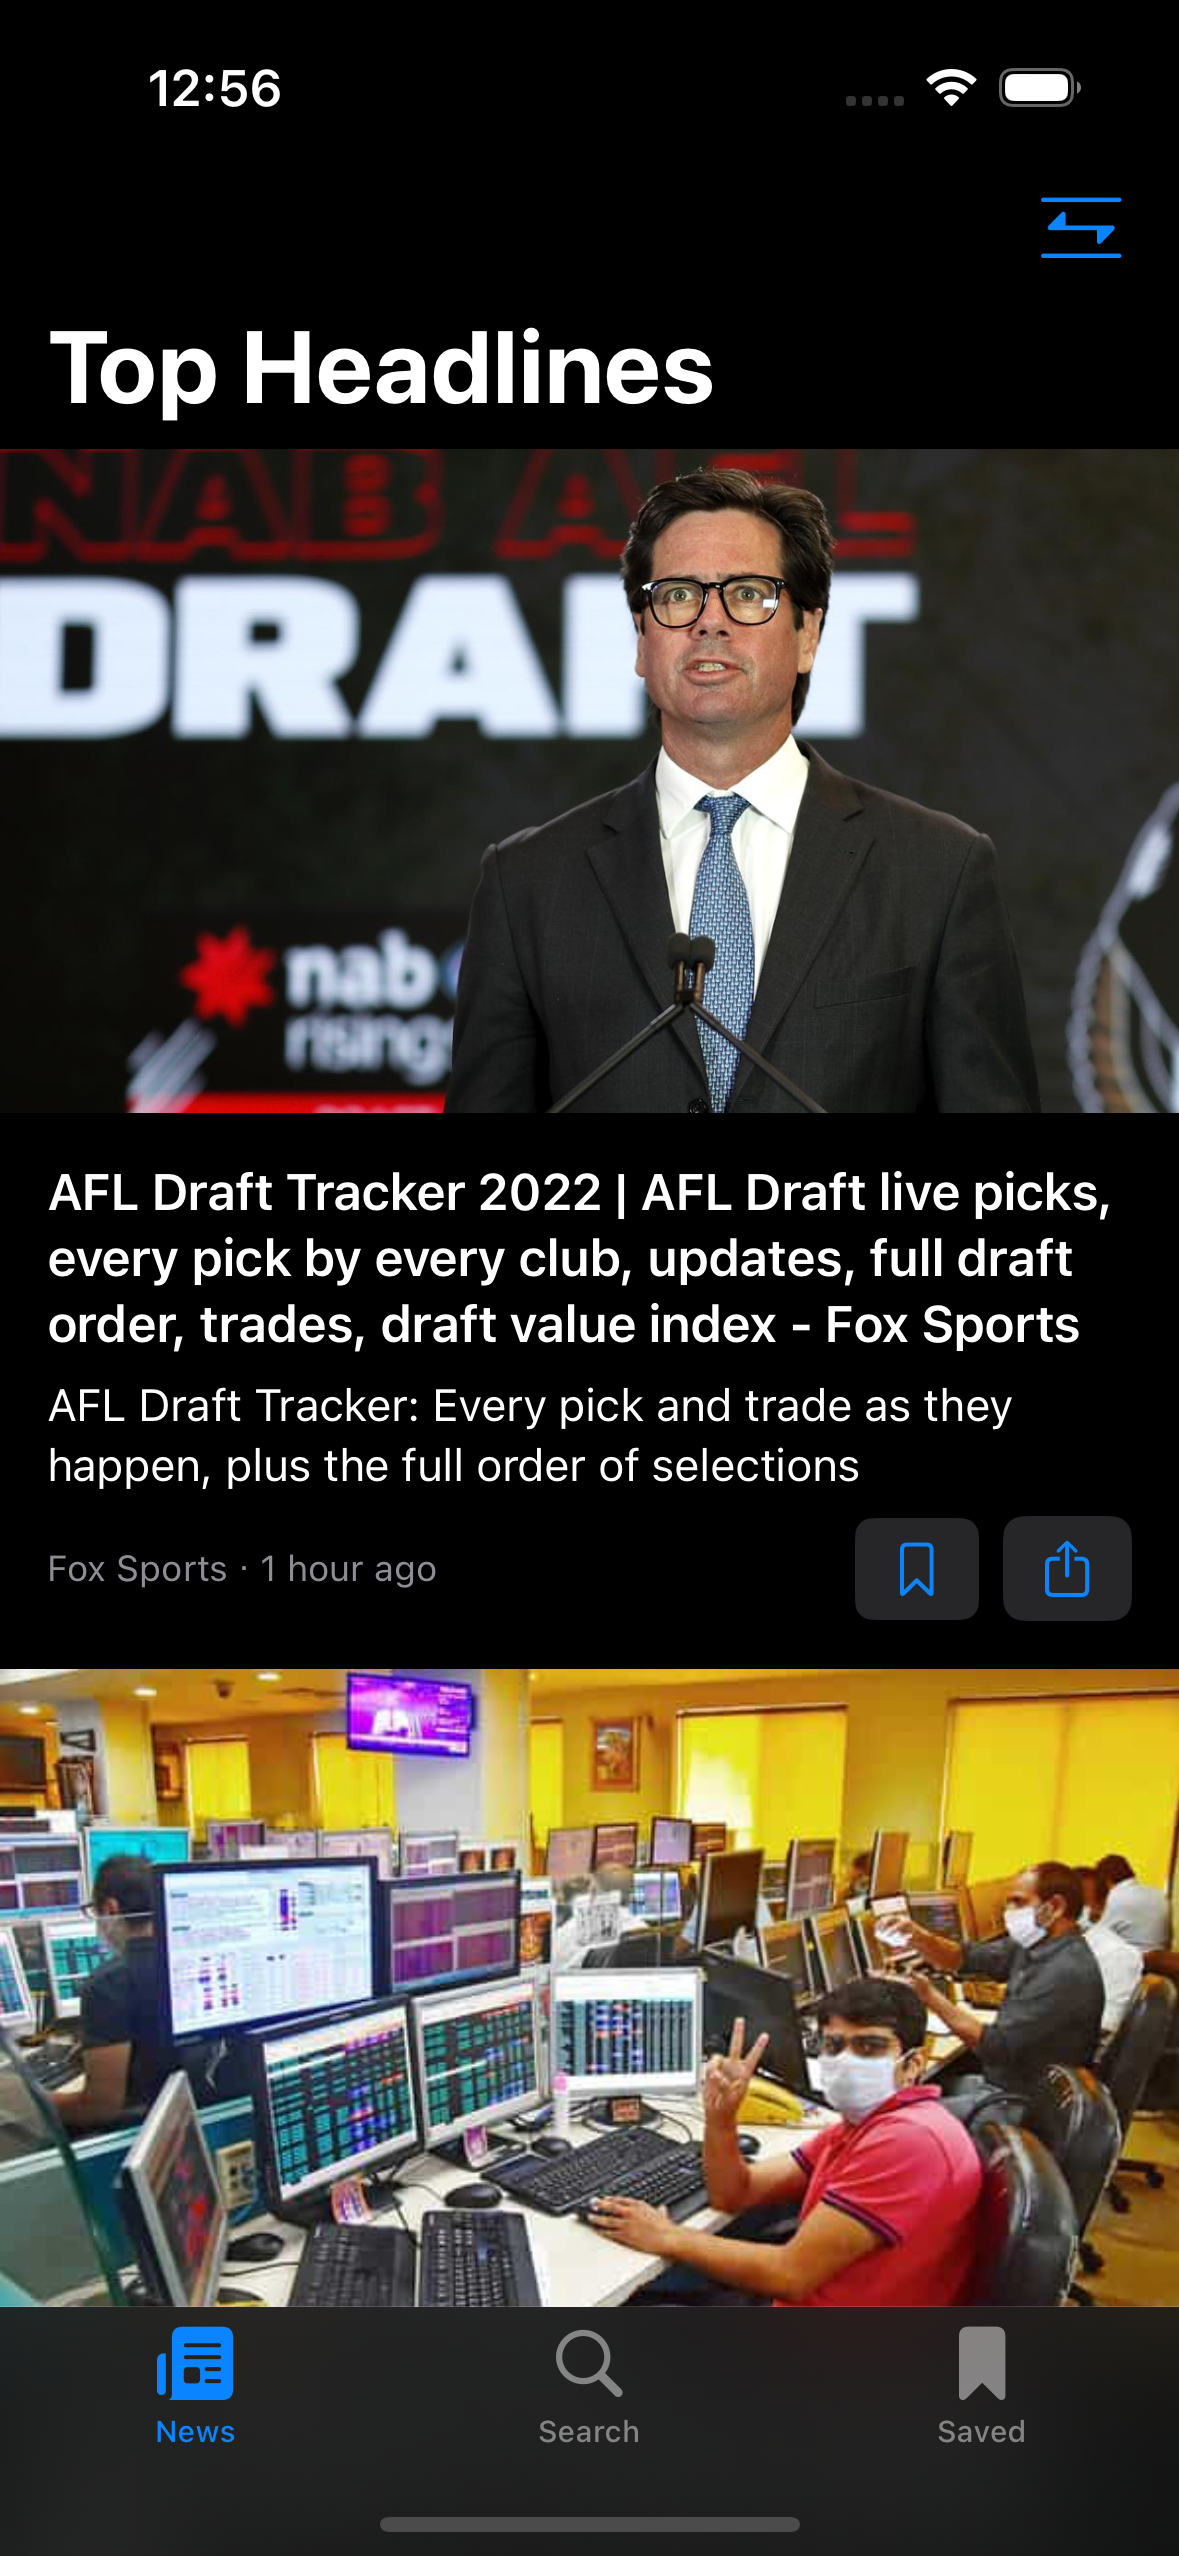 12:56
Top Headlines
NAB AFL
DRAFT
nab
rising
AFL Draft Tracker 2022 | AFL Draft live picks,
every pick by every club, updates, full draft
order, trades, draft value index - Fox Sports
AFL Draft Tracker: Every pick and trade as they
happen, plus the full order of selections
Fox Sports · 1 hour ago
News
Search
Saved